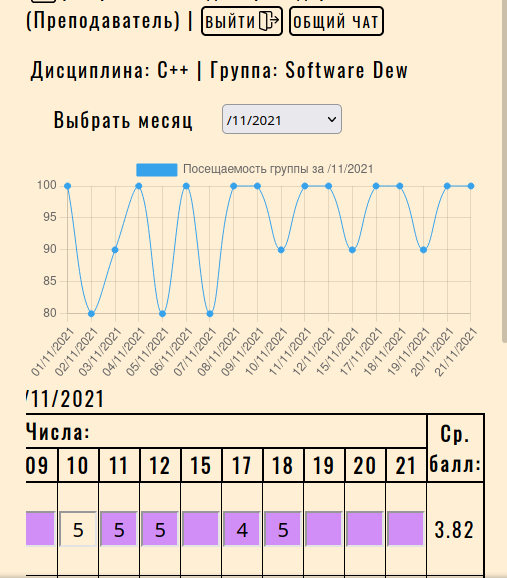 (Преподаватель) | ВЫЙТИ ОБЩИЙ ЧАТ
Дисциплина: C++ | Группа: Software Dew
Выбрать месяц /11/2021
Посещаемость группы за /11/2021
100
95
90
85
80
01/11/2021 02/11/2021 03/11/2021 04/11/2021 05/11/2021 06/11/2021 07/11/2021 08/11/2021 09/11/2021 10/11/2021 11/11/2021 12/11/2021 15/11/2021 17/11/2021 18/11/2021 19/11/2021 20/11/2021 21/11/2021
/11/2021
Числа: Ср. балл:
09 10 11 12 15 17 18 19 20 21
5 5 5 4 5 3.82